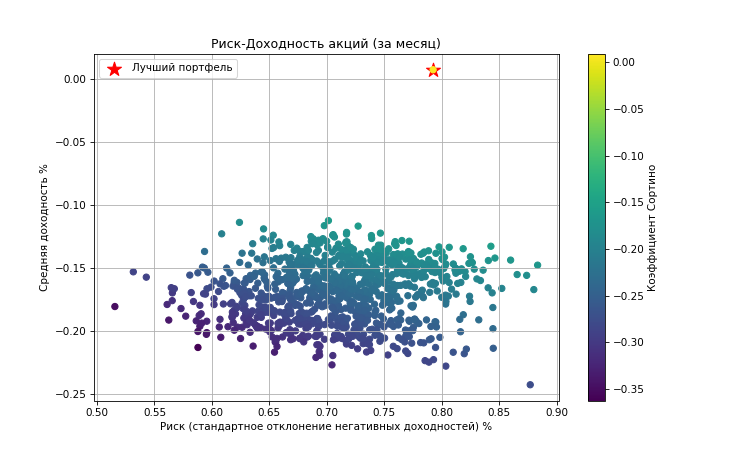 Риск-Доходность акций (за месяц)
Лучший портфель
0.00
−0.05
−0.10
−0.15
−0.20
−0.25
Средняя доходность %
0.50 0.55 0.60 0.65 0.70 0.75 0.80 0.85 0.90
Риск (стандартное отклонение негативных доходностей) %
0.00
−0.05
−0.10
−0.15
−0.20
−0.25
−0.30
−0.35
Коэффициент Сортино